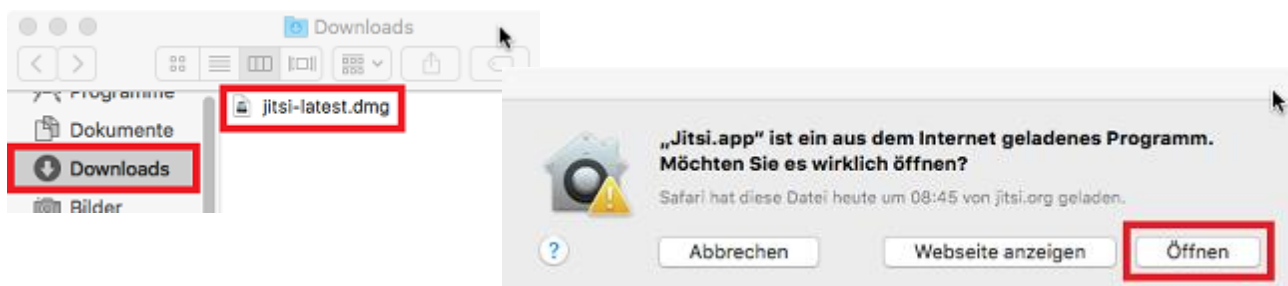 Downloads
Programme
jitsi-latest.dmg
Dokumente
Downloads
Bilder
„Jitsi.app“ ist ein aus dem Internet geladenes Programm.
Möchten Sie es wirklich öffnen?
Safari hat diese Datei heute um 08:45 von jitsi.org geladen.
? Abbrechen Webseite anzeigen Öffnen